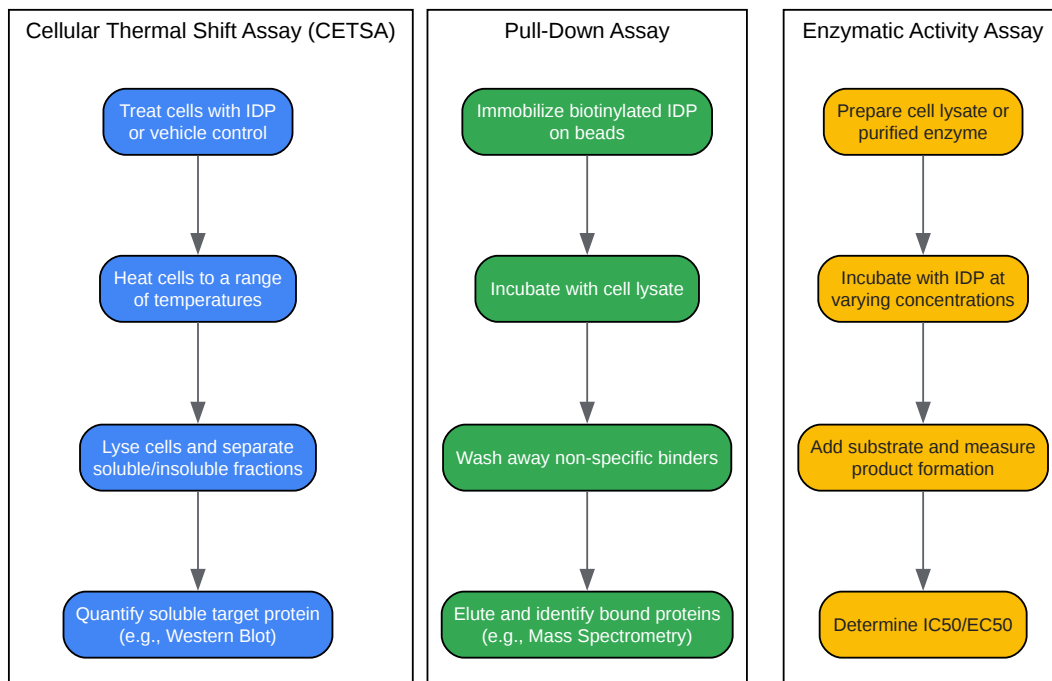 Cellular Thermal Shift Assay (CETSA)
Treat cells with IDP
or vehicle control
Heat cells to a range
of temperatures
Lyse cells and separate
soluble/insoluble fractions
Quantify soluble target protein
(e.g., Western Blot)
Pull-Down Assay
Immobilize biotinylated IDP
on beads
Incubate with cell lysate
Wash away non-specific binders
Elute and identify bound proteins
(e.g., Mass Spectrometry)
Enzymatic Activity Assay
Prepare cell lysate or
purified enzyme
Incubate with IDP at
varying concentrations
Add substrate and measure
product formation
Determine IC50/EC50